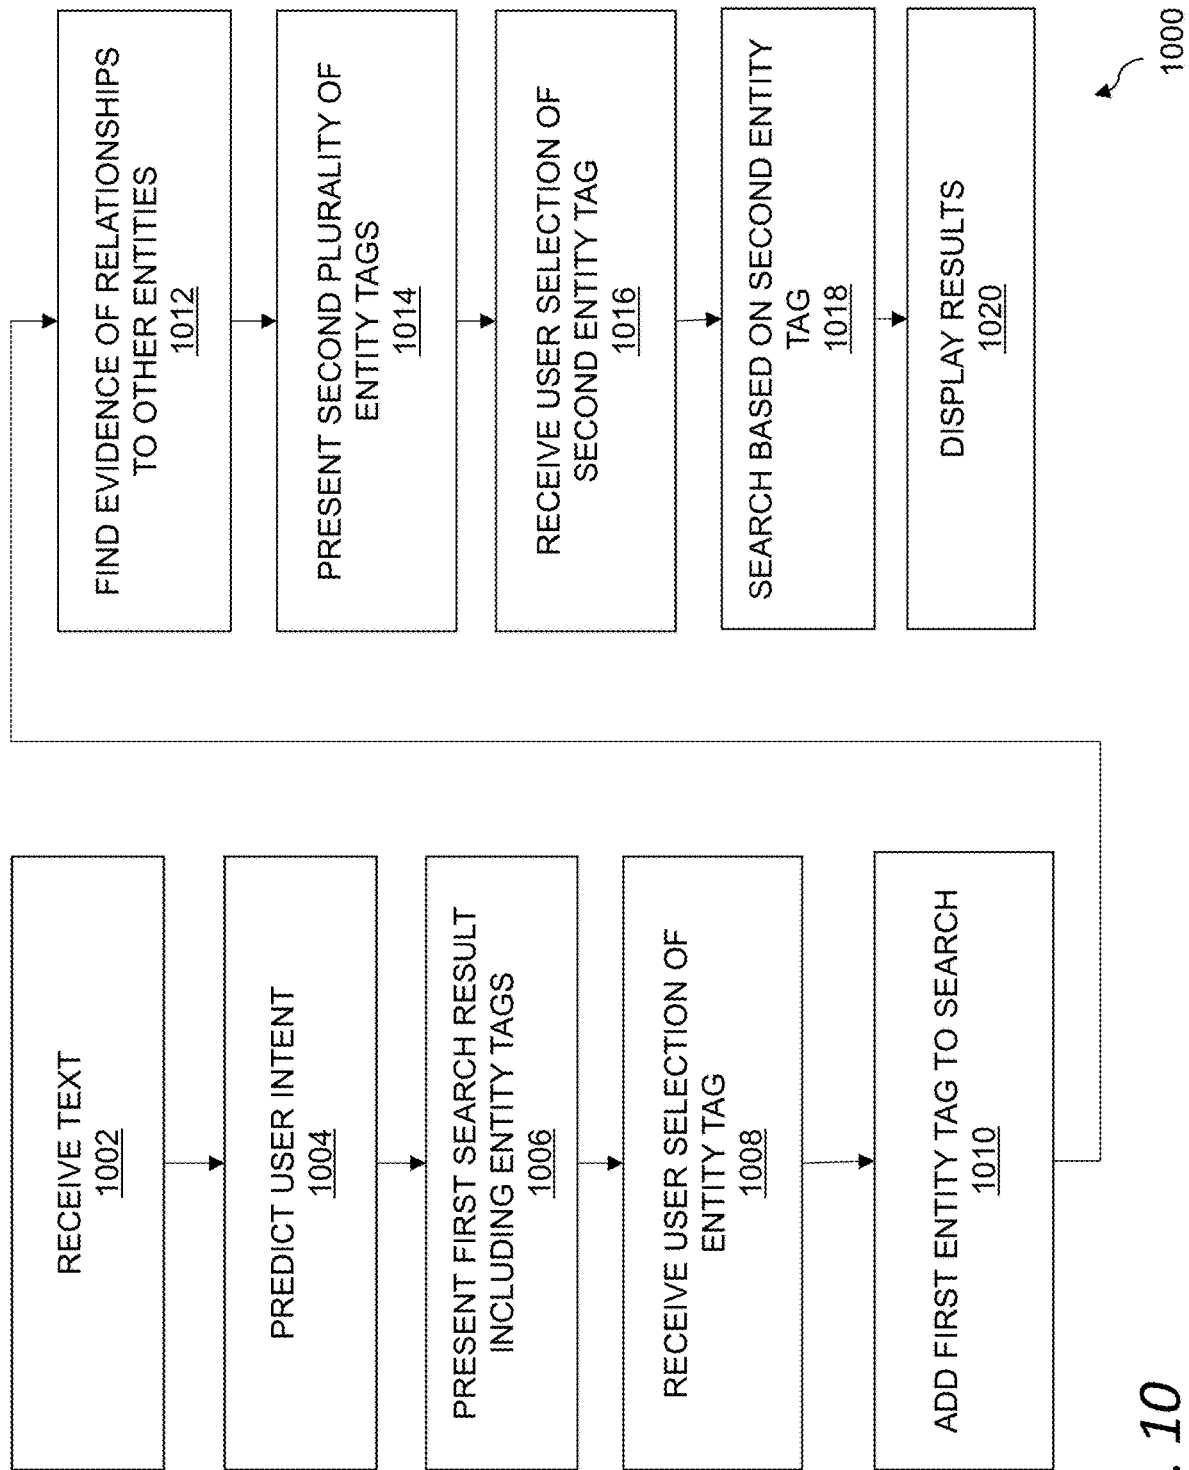 RECEIVE TEXT
1002
PREDICT USER INTENT
1004
PRESENT FIRST SEARCH RESULT
INCLUDING ENTITY TAGS
1006
RECEIVE USER SELECTION OF
ENTITY TAG
1008
ADD FIRST ENTITY TAG TO SEARCH
1010
FIND EVIDENCE OF RELATIONSHIPS
TO OTHER ENTITIES
1012
PRESENT SECOND PLURALITY OF
ENTITY TAGS
1014
RECEIVE USER SELECTION OF
SECOND ENTITY TAG
1016
SEARCH BASED ON SECOND ENTITY
TAG
1018
DISPLAY RESULTS
1020
1000
. 10